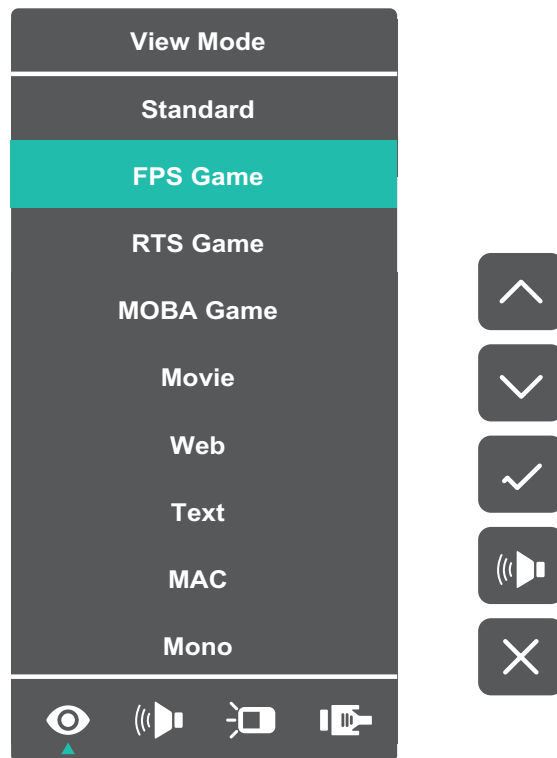 View Mode
Standard
FPS Game
RTS Game
MOBA Game
Movie
Web
Text
MAC
Mono